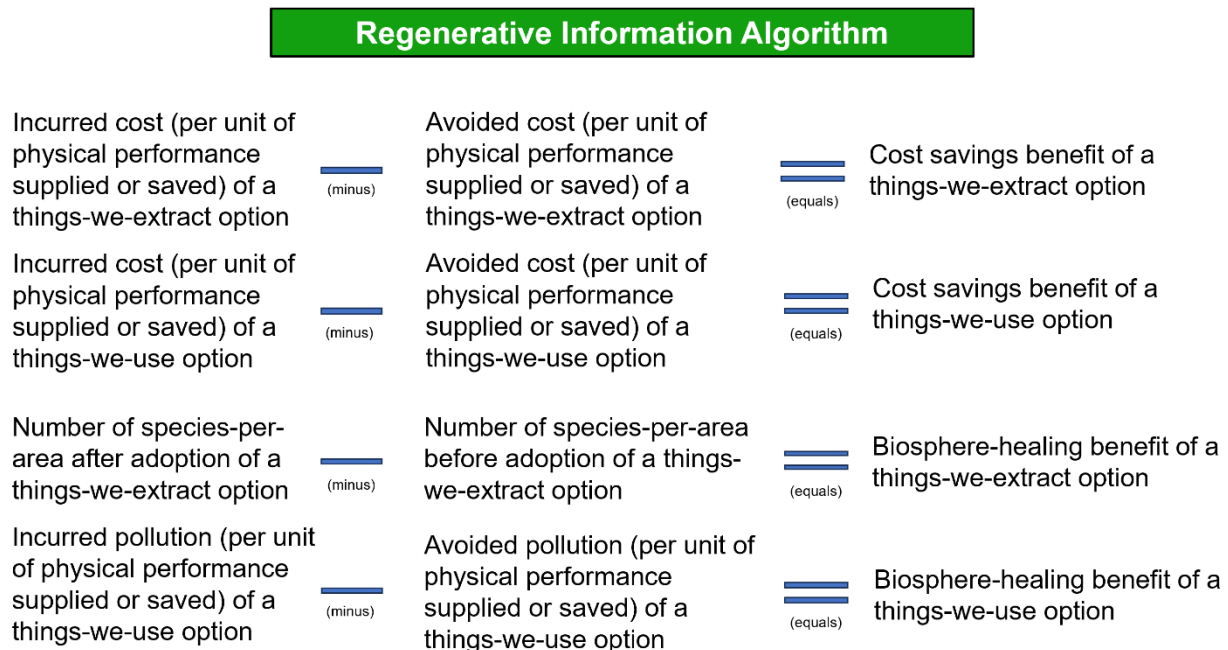 Regenerative Information Algorithm
Incurred cost (per unit of
physical performance
supplied or saved) of a
things-we-extract option
(minus)
Avoided cost (per unit of
physical performance
supplied or saved) of a
things-we-extract option
(equals)
Cost savings benefit of a
things-we-extract option
Incurred cost (per unit of
physical performance
supplied or saved) of a
things-we-use option
(minus)
Avoided cost (per unit of
physical performance
supplied or saved) of a
things-we-use option
(equals)
Cost savings benefit of a
things-we-use option
Number of species-per-
area after adoption of a
things-we-extract option
(minus)
Number of species-per-area
before adoption of a things-
we-extract option
(equals)
Biosphere-healing benefit of a
things-we-extract option
Incurred pollution (per unit
of physical performance
supplied or saved) of a
things-we-use option
(minus)
Avoided pollution (per unit of
physical performance
supplied or saved) of a
things-we-use option
(equals)
Biosphere-healing benefit of a
things-we-use option